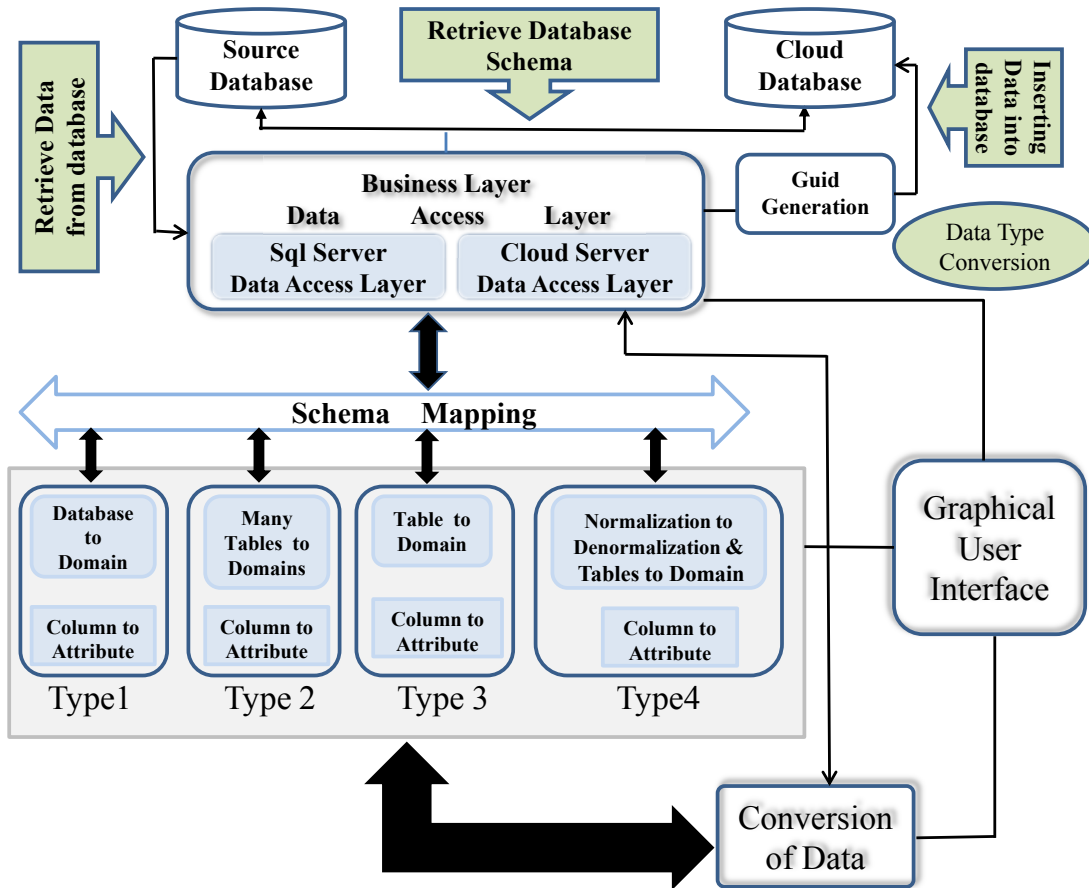 Source
Database
Retrieve Database
Schema
Cloud
Database
Retrieve Data
from database
Inserting
Data into
database
Business Layer
Data Access Layer
Sql Server
Data Access Layer
Cloud Server
Data Access Layer
Guid
Generation
Data Type
Conversion
Schema Mapping
Database
to
Domain
Column to
Attribute
Type1
Many
Tables to
Domains
Column to
Attribute
Type 2
Table to
Domain
Column to
Attribute
Type 3
Normalization to
Denormalization &
Tables to Domain
Column to
Attribute
Type4
Graphical
User
Interface
Conversion
of Data